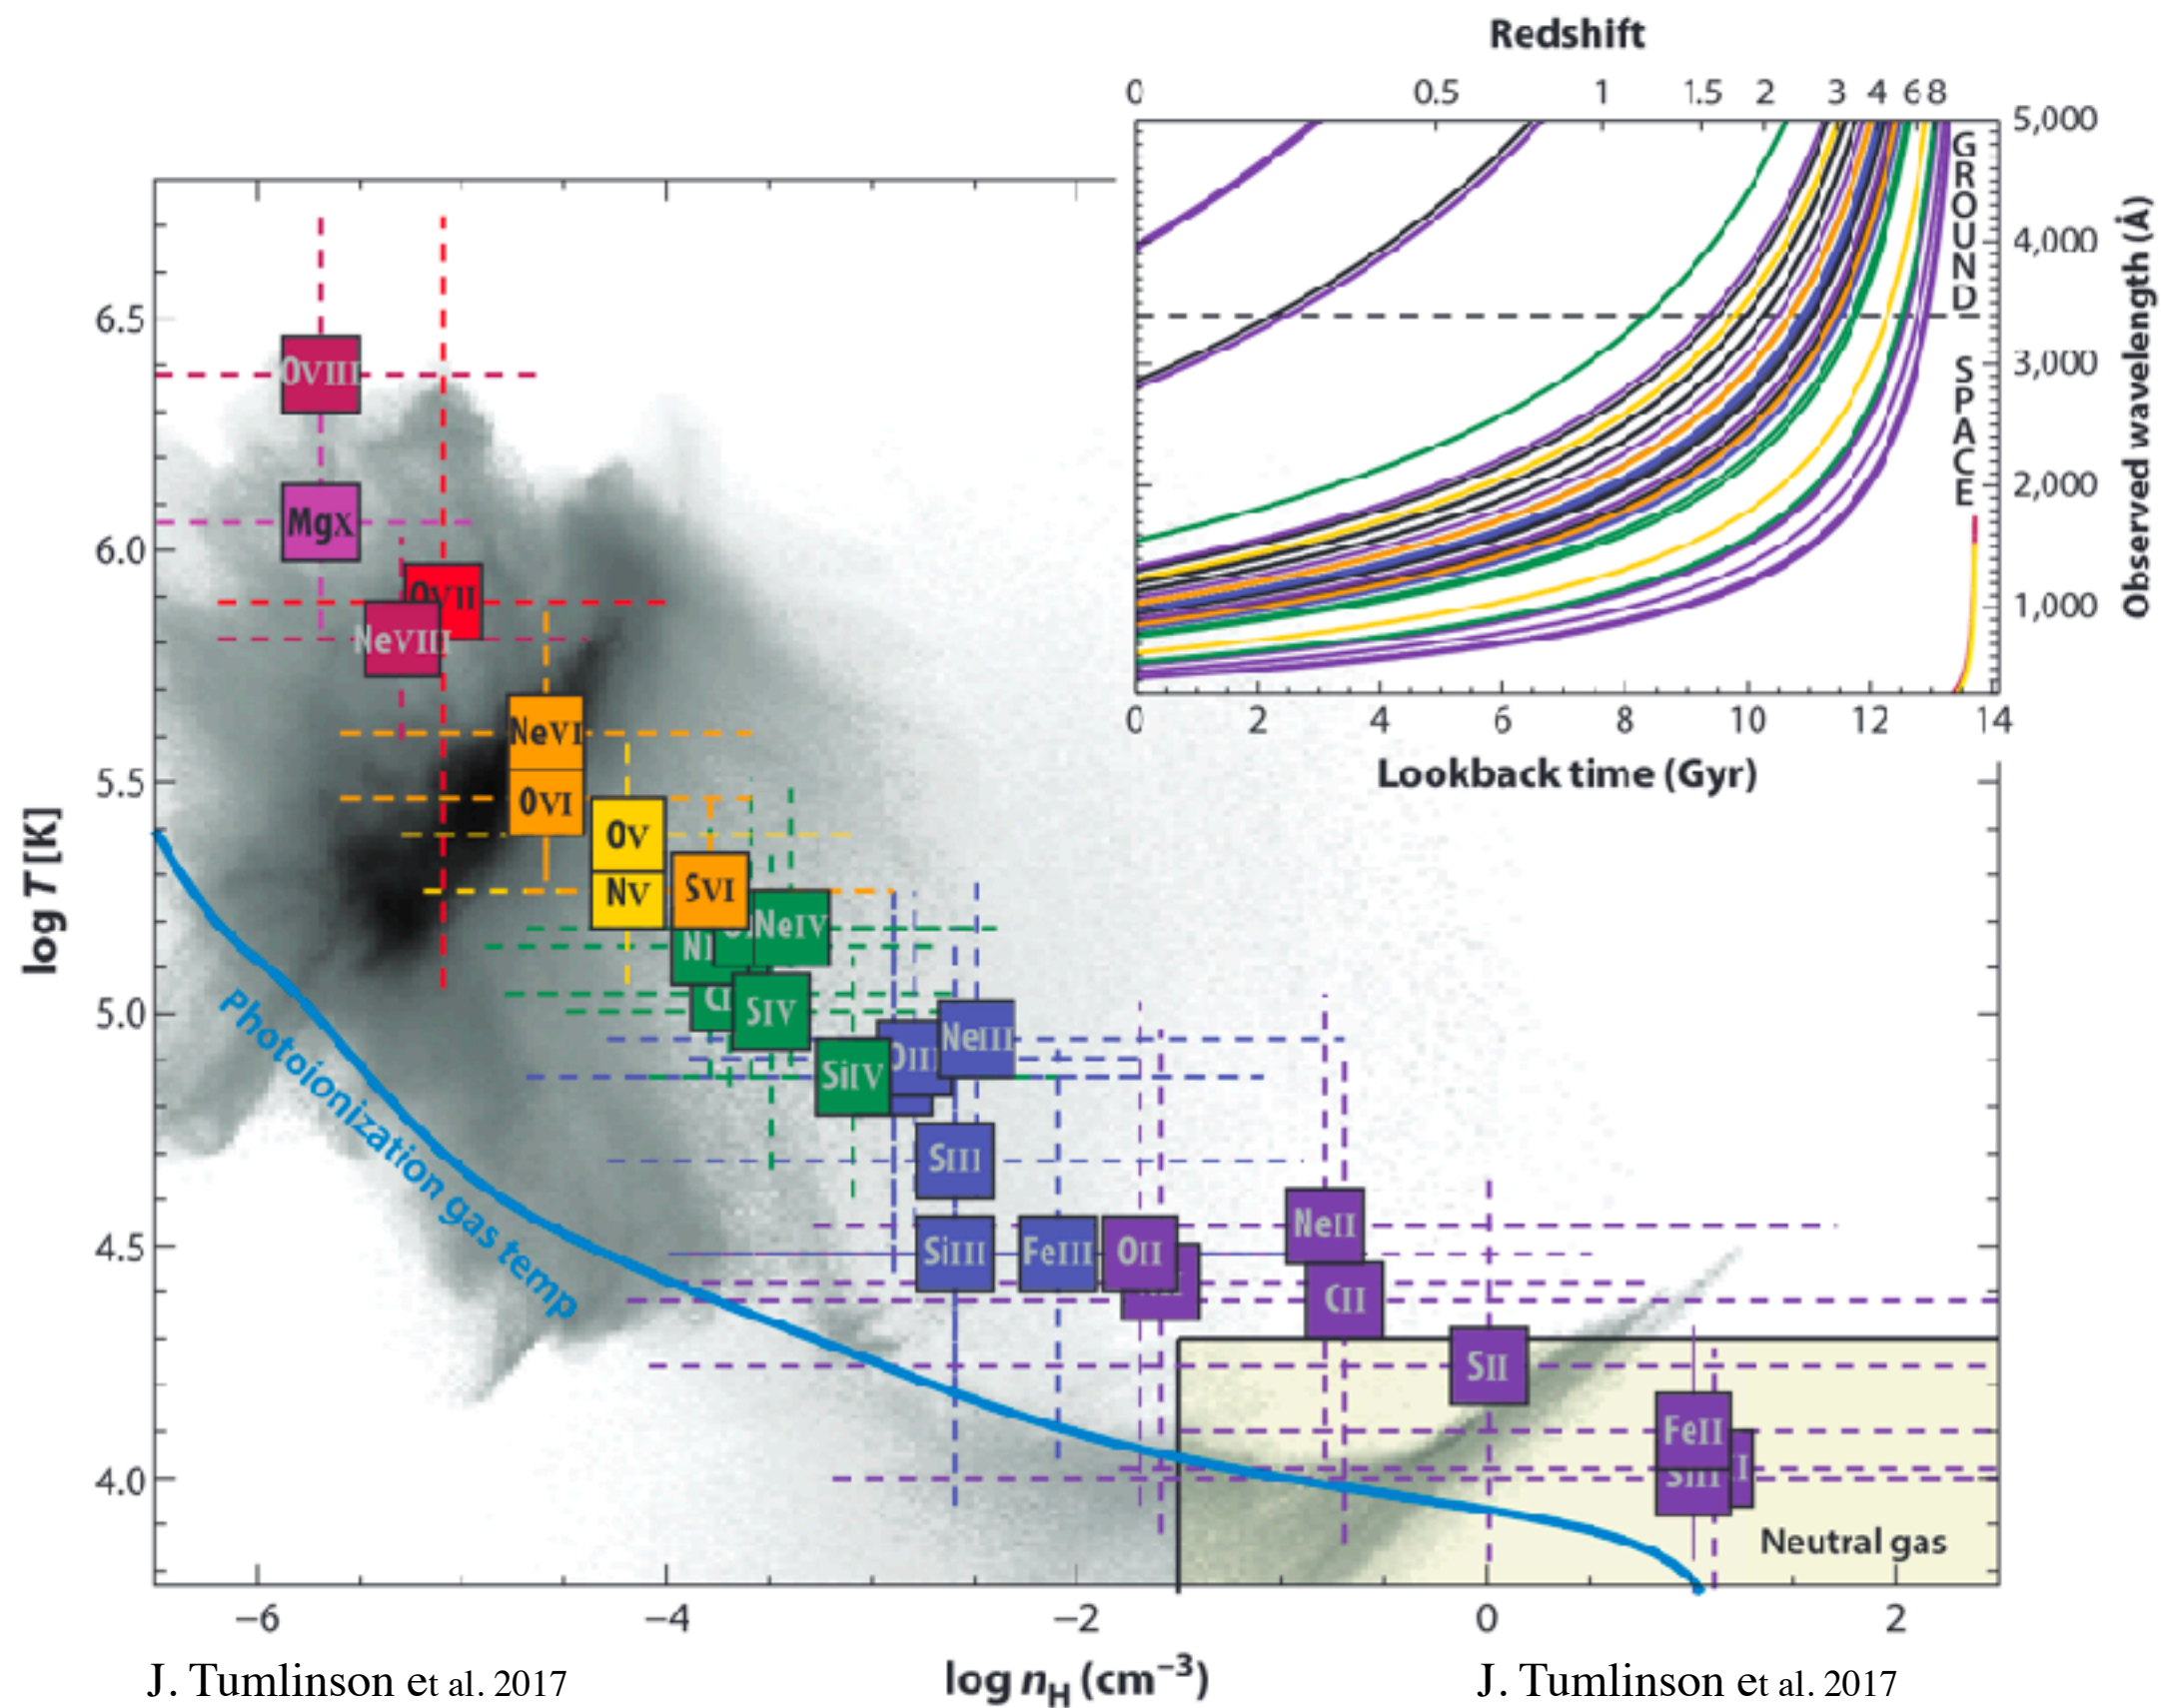 Redshift
0 0.5 1 1.5 2 3 4 6 8
5,000
4,000
3,000
2,000
1,000
Observed wavelength (Å)
GROUND
SPACE
0 2 4 6 8 10 12 14
Lookback time (Gyr)
6.5
6.0
5.5
5.0
4.5
4.0
log T [K]
OVIII
MgX
OVII
NeVIII
NeVI
OVI
OV
NV
SVI
NeIV
SIV
NeIII
OIII
SiIV
SIII
SiIII
FeIII
OII
NeII
CII
SII
FeII
SiII
Photoionization gas temp
Neutral gas
−6 −4 −2 0 2
log nH (cm−3)
J. Tumlinson et al. 2017
J. Tumlinson et al. 2017